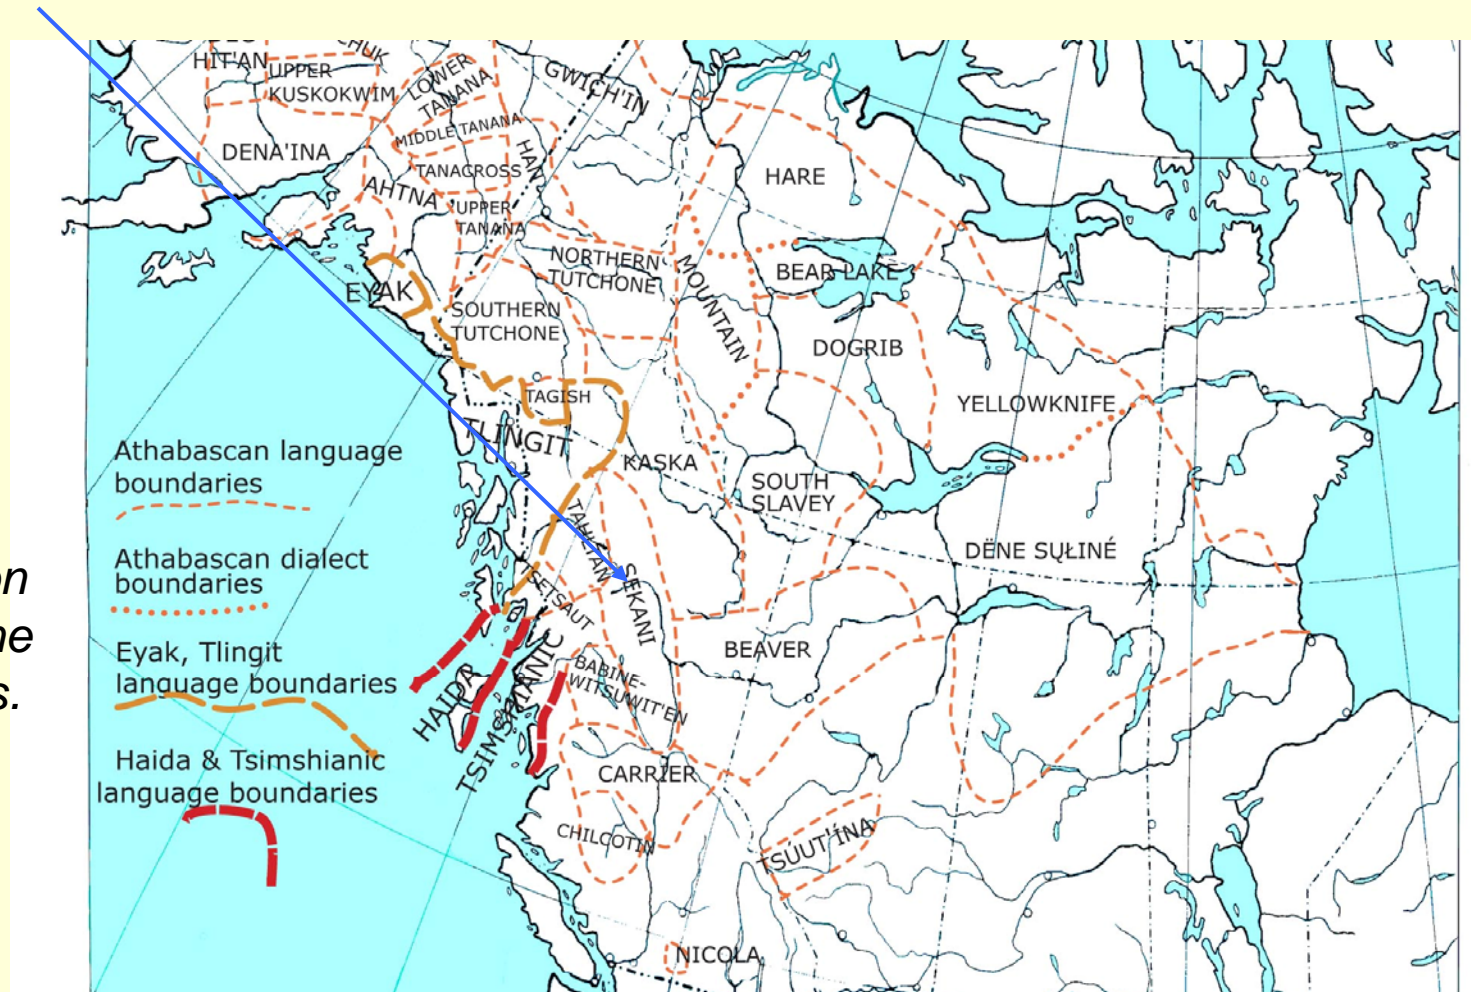 HIT'AN
UPPER
KUSKOKWIM
LOWER
TANANA
GWICH'IN
MIDDLE TANANA
DENA'INA
TANACROSS
HAN
AHTNA
UPPER
TANANA
HARE
NORTHERN
TUTCHONE
MOUNTAIN
BEAR LAKE
EYAK
SOUTHERN
TUTCHONE
DOGRIB
TAGISH
YELLOWKNIFE
TLINGIT
KASKA
SOUTH
SLAVEY
Athabascan language
boundaries
TAHLTAN
DËNE SŲŁINÉ
Athabascan dialect
boundaries
SEKANI
TSETSAUT
BEAVER
Eyak, Tlingit
language boundaries
BABINE-
WITSUWIT'EN
HAIDA
TSIMSHIANIC
Haida & Tsimshianic
language boundaries
CARRIER
CHILCOTIN
TSUUT'ÍNA
NICOLA